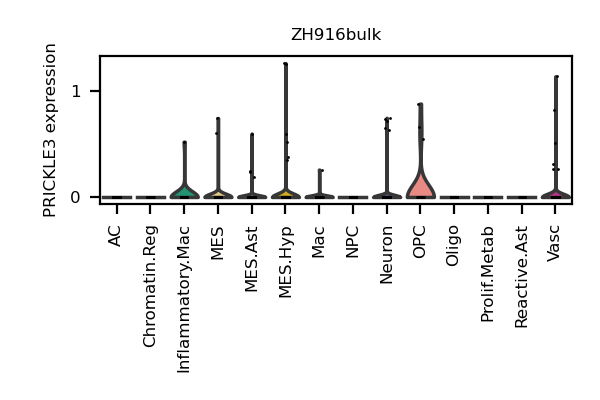 ZH916bulk
PRICKLE3 expression
1
0
AC
Chromatin.Reg
Inflammatory.Mac
MES
MES.Ast
MES.Hyp
Mac
NPC
Neuron
OPC
Oligo
Prolif.Metab
Reactive.Ast
Vasc